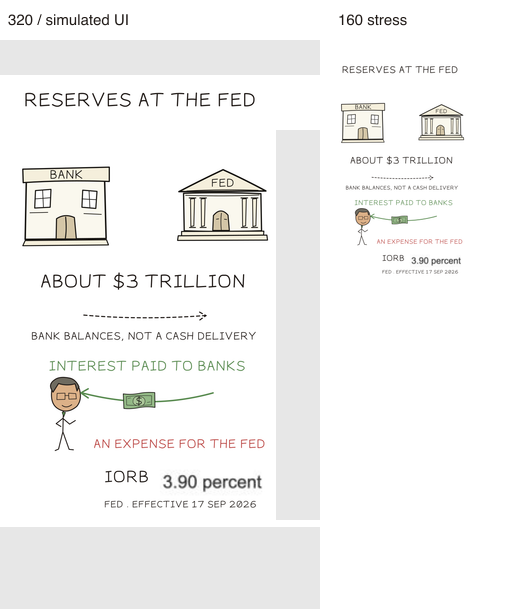 320 / simulated UI
RESERVES AT THE FED
BANK
FED
ABOUT $3 TRILLION
BANK BALANCES, NOT A CASH DELIVERY
INTEREST PAID TO BANKS
$
AN EXPENSE FOR THE FED
IORB 3.90 percent
FED . EFFECTIVE 17 SEP 2026
160 stress
RESERVES AT THE FED
BANK
FED
ABOUT $3 TRILLION
BANK BALANCES, NOT A CASH DELIVERY
INTEREST PAID TO BANKS
$
AN EXPENSE FOR THE FED
IORB 3.90 percent
FED . EFFECTIVE 17 SEP 2026